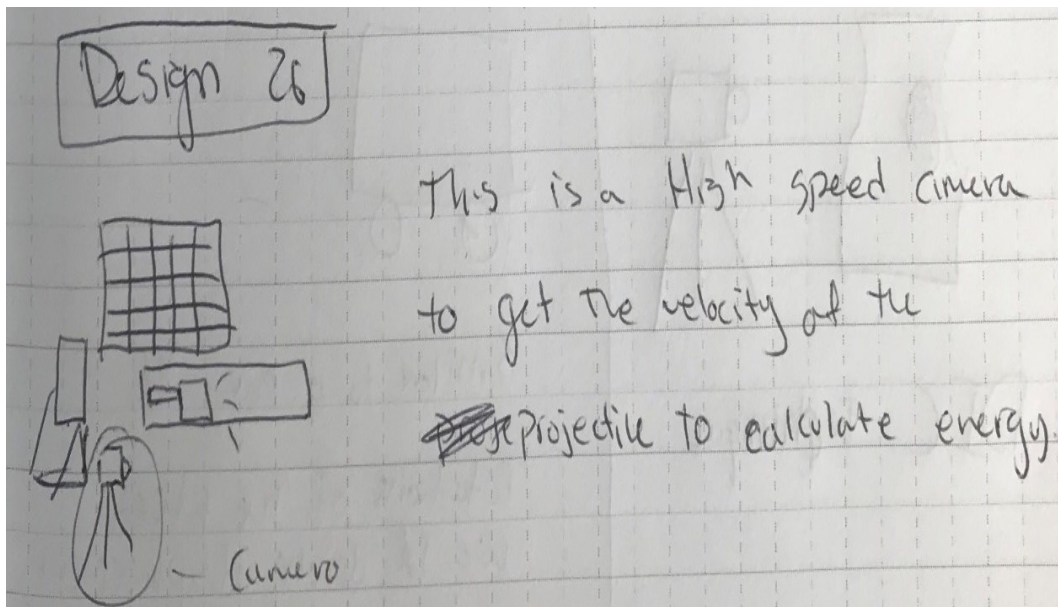 Design 26
This is a High speed camera
to get the velocity of the
projectile to calculate energy.
Camera